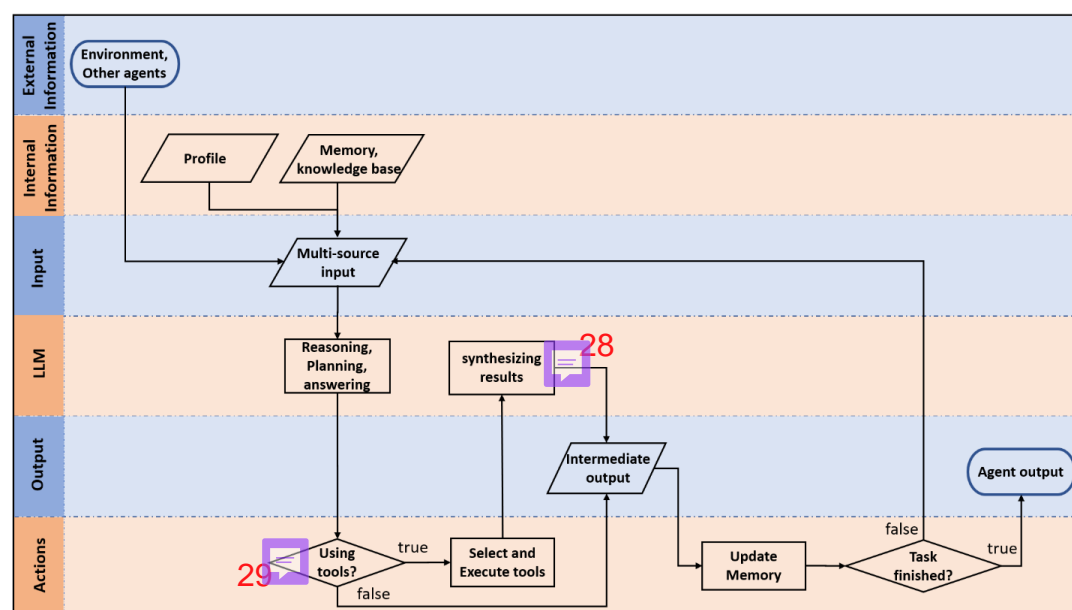 External
Information
Environment,
Other agents
Internal
Information
Profile
Memory,
knowledge base
Input
Multi-source
input
LLM
Reasoning,
Planning,
answering
synthesizing
results
28
Output
Intermediate
output
Agent output
Actions
29
Using
tools?
true
false
Select and
Execute tools
Update
Memory
Task
finished?
false
true